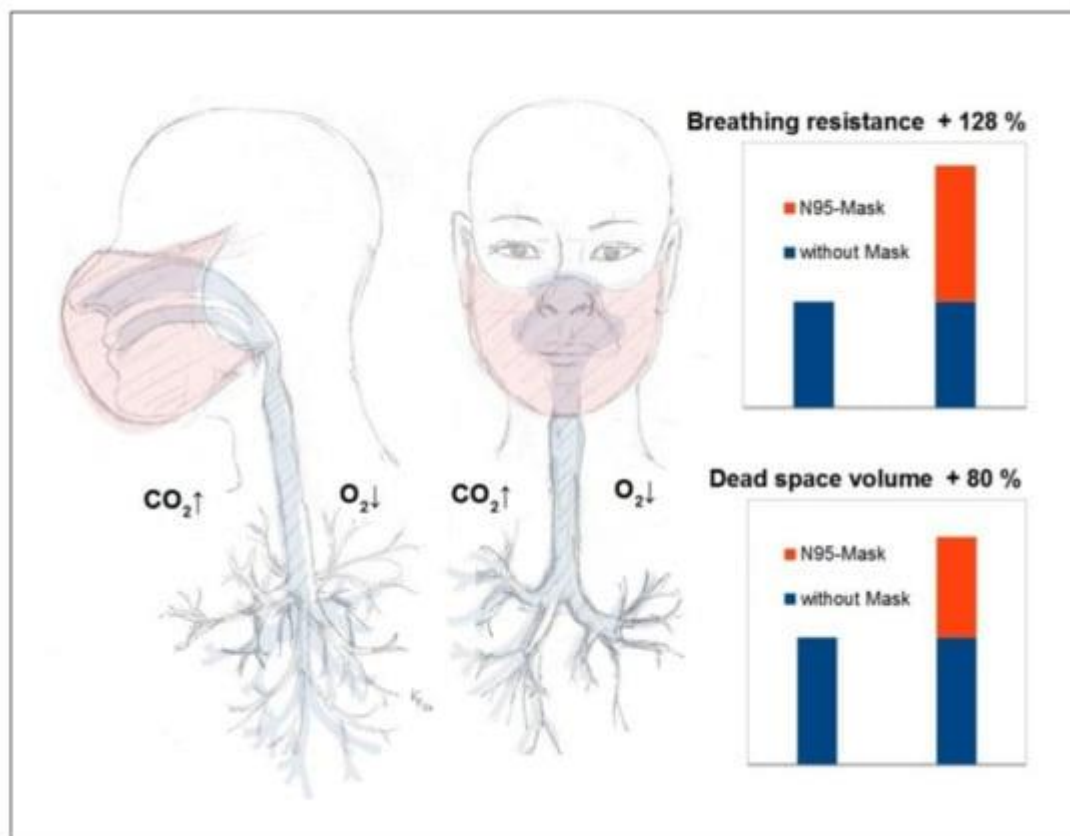 Breathing resistance + 128 %
N95-Mask
without Mask
CO₂↑
O₂↓
CO₂↑
O₂↓
Dead space volume + 80 %
N95-Mask
without Mask